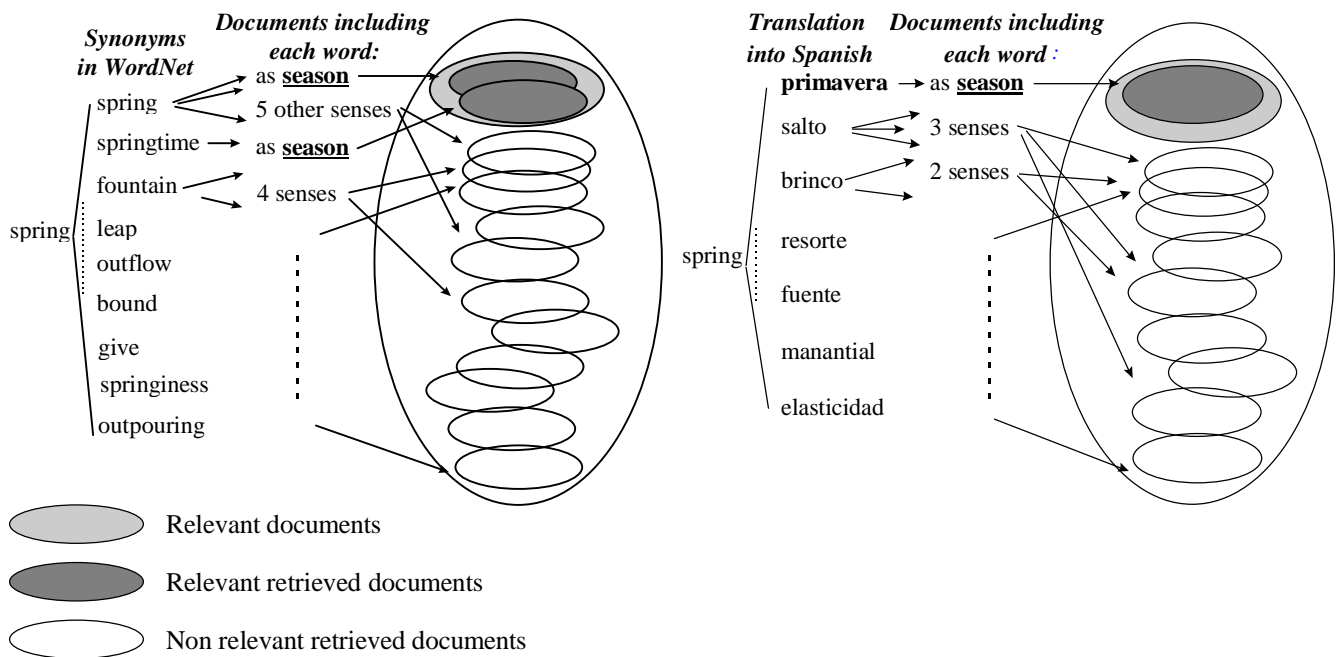 Synonyms
in WordNet
Documents including
each word:
spring
spring
as season
5 other senses
springtime
as season
fountain
4 senses
leap
outflow
bound
give
springiness
outpouring
Translation
into Spanish
Documents including
each word :
spring
primavera
as season
salto
3 senses
brinco
2 senses
resorte
fuente
manantial
elasticidad
Relevant documents
Relevant retrieved documents
Non relevant retrieved documents